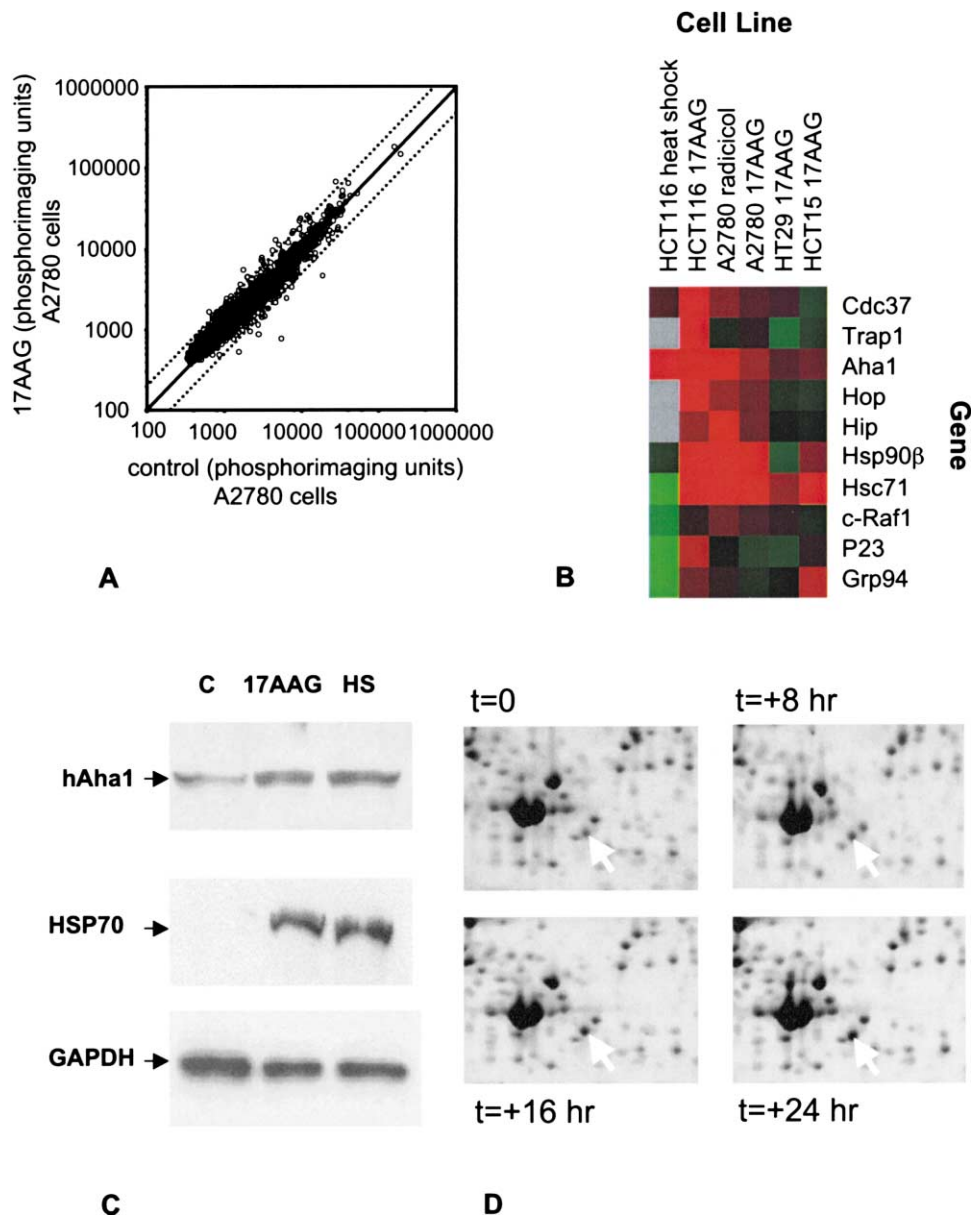 17AAG (phosphorimaging units)
A2780 cells
1000000
100000
10000
1000
100
100 1000 10000 100000 1000000
control (phosphorimaging units)
A2780 cells
A
Cell Line
HCT116 heat shock
HCT116 17AAG
A2780 radicicol
A2780 17AAG
HT29 17AAG
HCT15 17AAG
Cdc37
Trap1
Aha1
Hop
Hip
Hsp90β
Hsc71
c-Raf1
P23
Grp94
Gene
B
C 17AAG HS
hAha1
HSP70
GAPDH
C
t=0
t=+8 hr
t=+16 hr
t=+24 hr
D